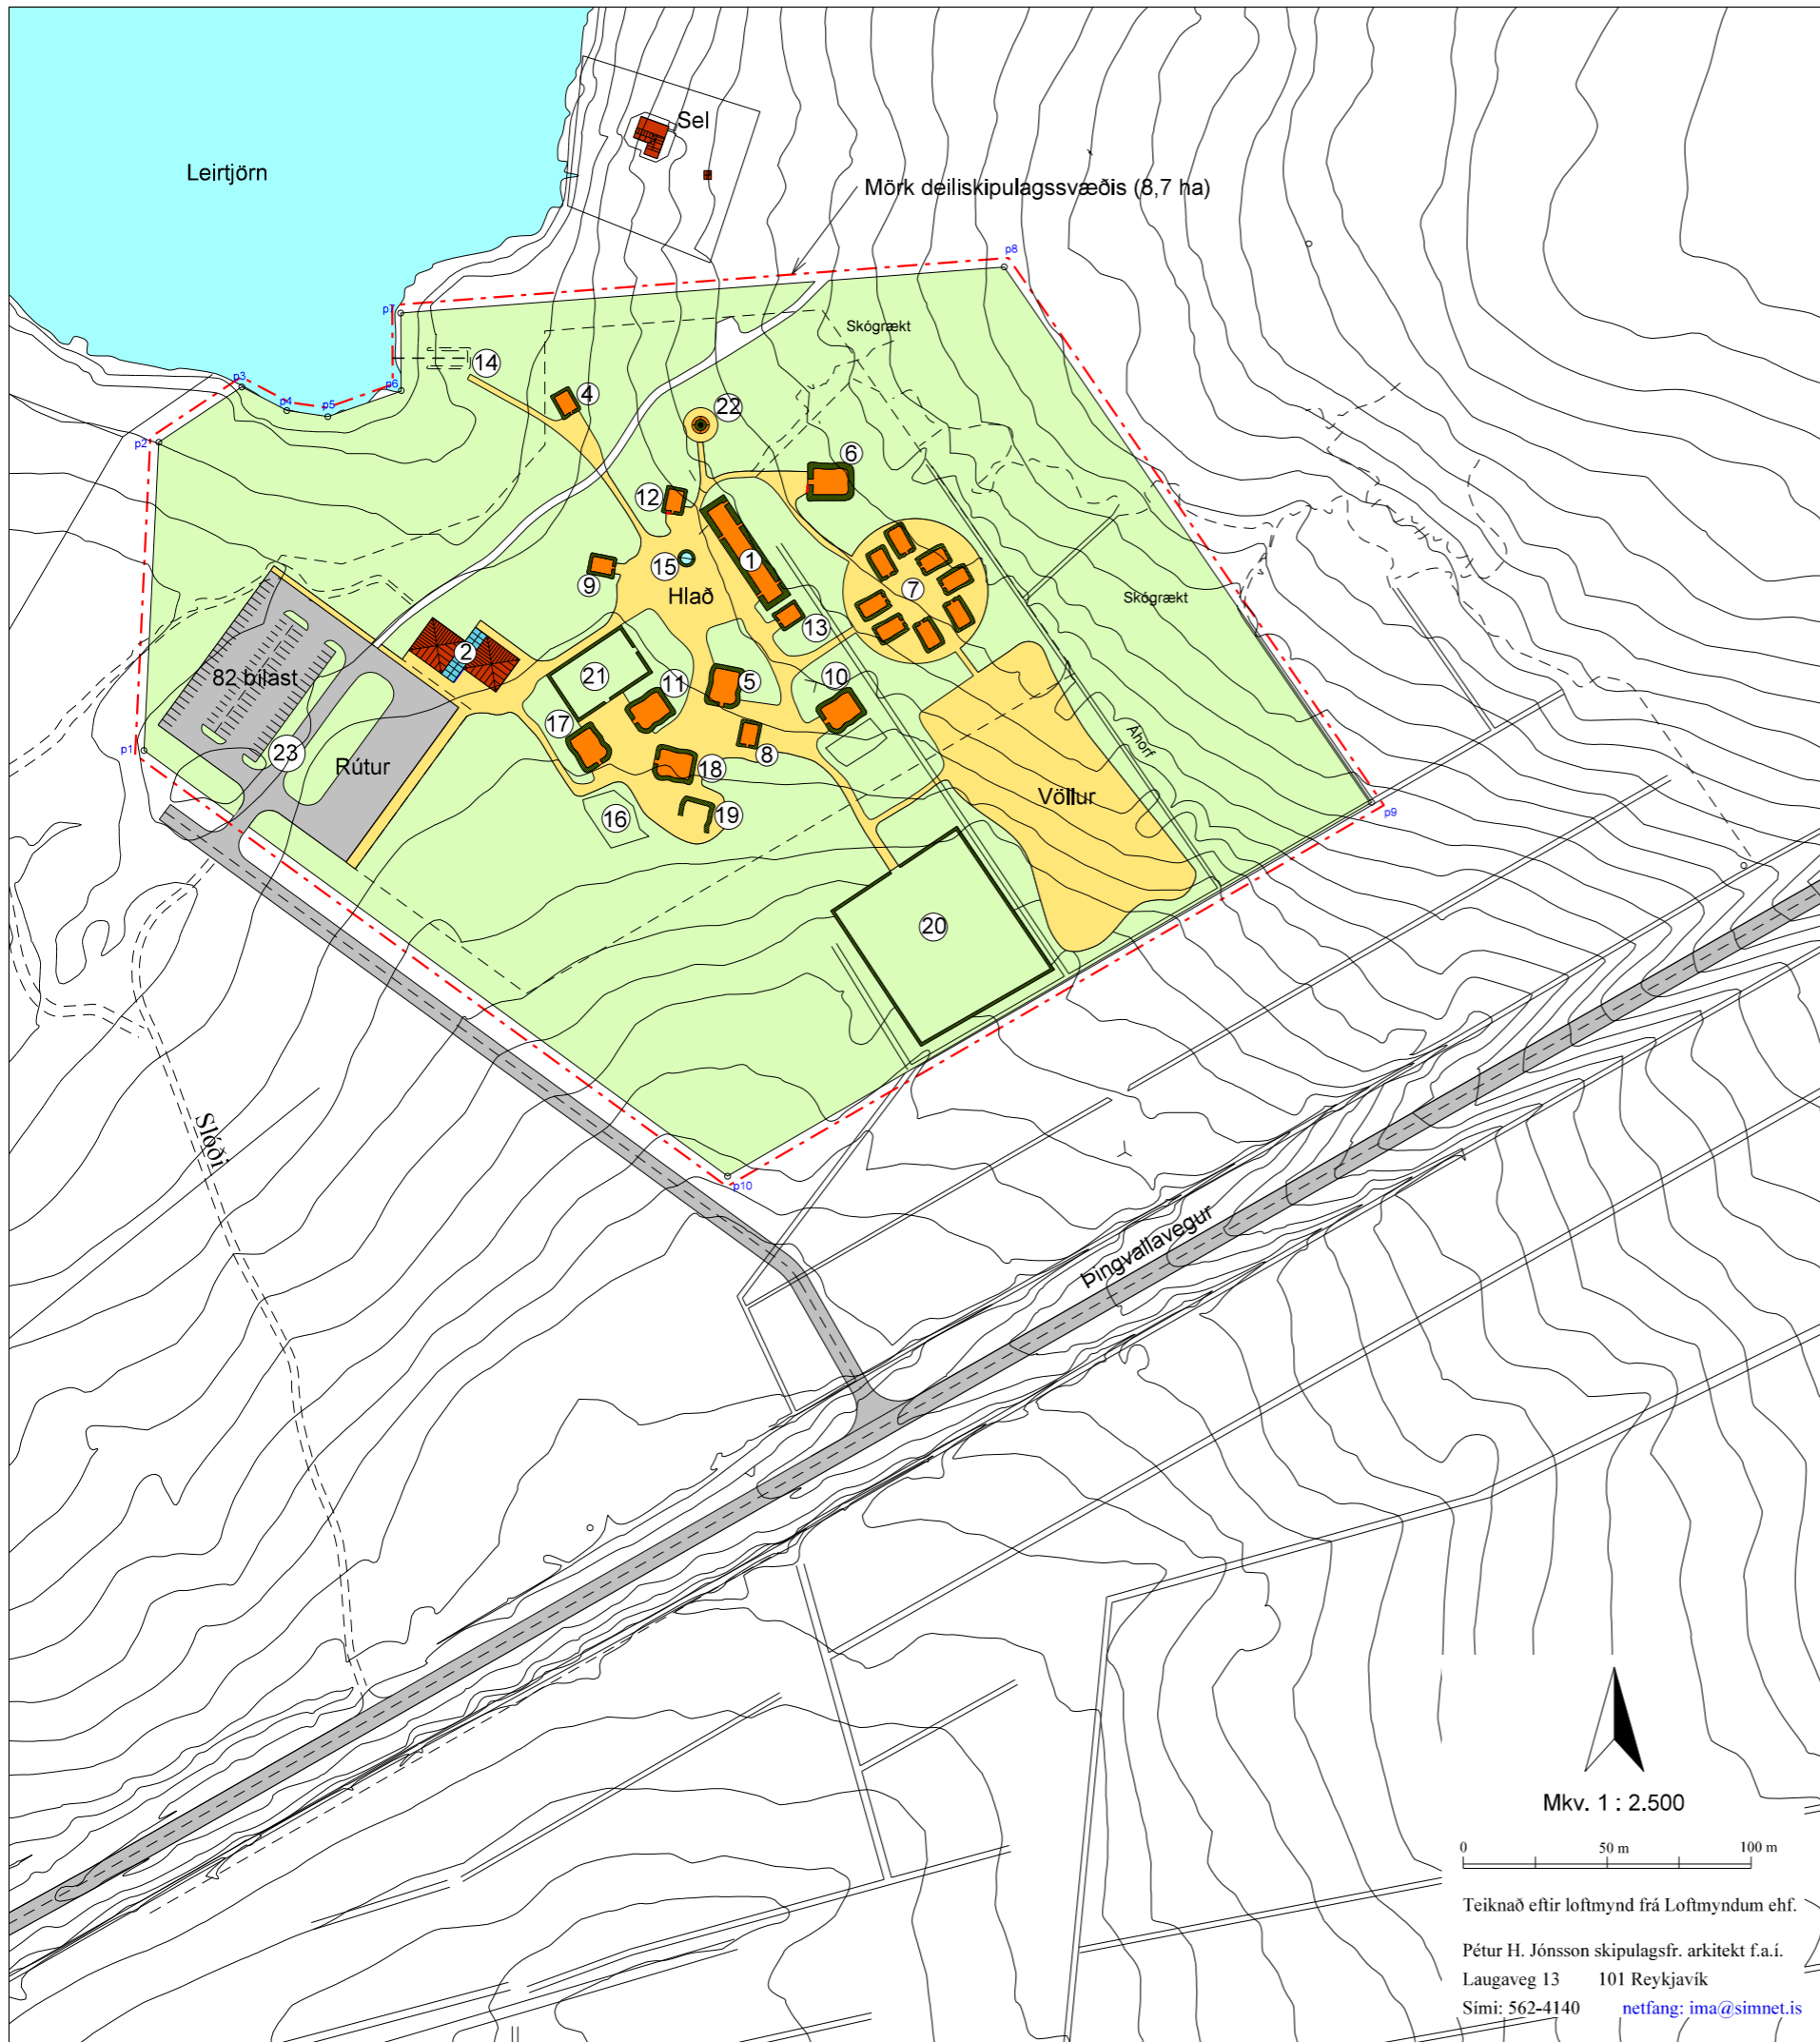 Sel
Leirtjörn
Mörk deiliskipulagssvæðis (8,7 ha)
p8
p7
Skógrækt
14
p3
p6
4
p4
p5
22
p2
6
12
1
15
9
7
Hlað
Skógrækt
13
2
21
82 bílast
11
5
10
17
p1
23
Rútur
18
8
Áhorf
Völlur
16
19
p9
20
Slóði
p10
Þingvallavegur
Mkv. 1 : 2.500
0 50 m 100 m
Teiknað eftir loftmynd frá Loftmyndum ehf.
Pétur H. Jónsson skipulagsfr. arkitekt f.a.í.
Laugaveg 13 101 Reykjavík
Sími: 562-4140 netfang: ima@simnet.is